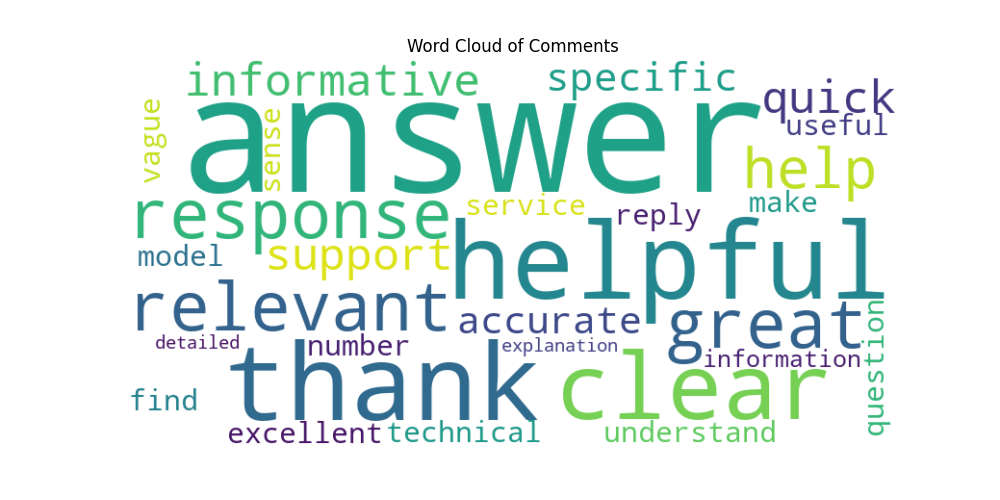 Word Cloud of Comments
informative
specific
quick
useful
vague
sense
answer
help
make
response
service
reply
support
model
helpful
relevant
accurate
great
detailed
number
explanation
information
question
thank
clear
find
excellent
technical
understand